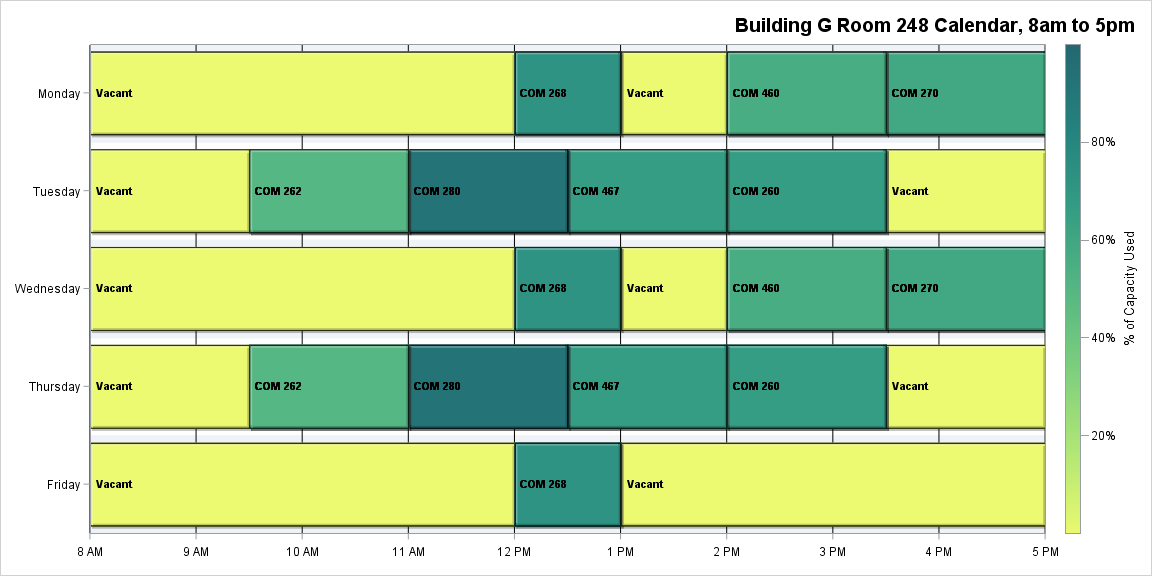 Building G Room 248 Calendar, 8am to 5pm
Monday
Vacant
COM 268
Vacant
COM 460
COM 270
Tuesday
Vacant
COM 262
COM 280
COM 467
COM 260
Vacant
Wednesday
Vacant
COM 268
Vacant
COM 460
COM 270
Thursday
Vacant
COM 262
COM 280
COM 467
COM 260
Vacant
Friday
Vacant
COM 268
Vacant
8 AM
9 AM
10 AM
11 AM
12 PM
1 PM
2 PM
3 PM
4 PM
5 PM
80%
60%
40%
20%
% of Capacity Used